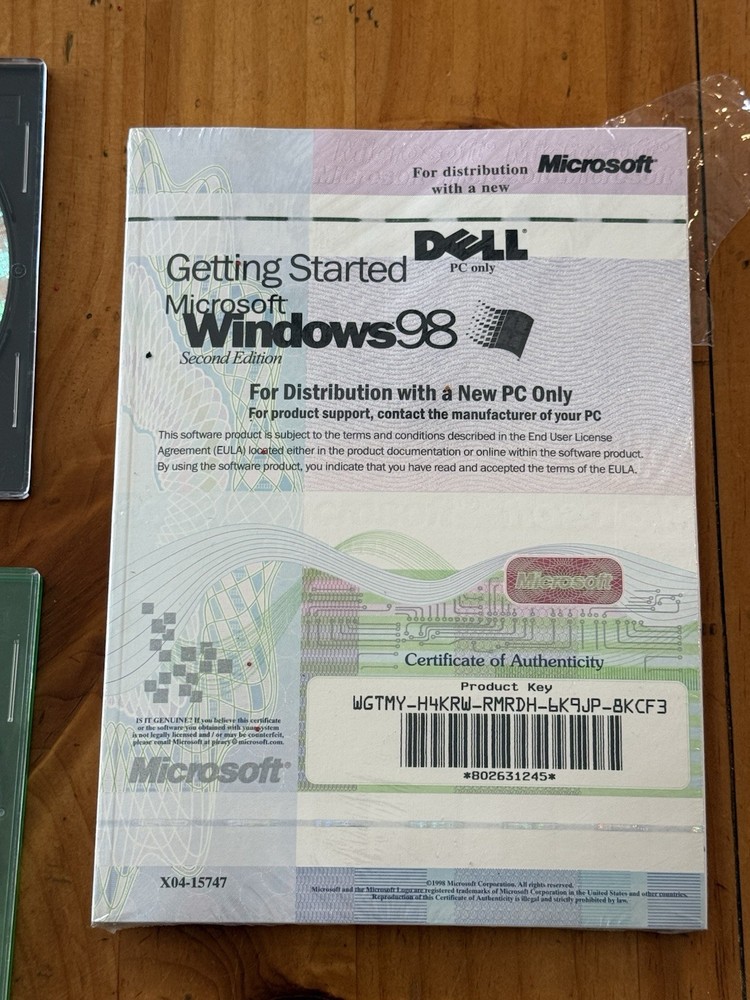 For distribution Microsoft
with a new
DELL
PC only
Getting Started
Microsoft
Windows 98
Second Edition
For Distribution with a New PC Only
For product support, contact the manufacturer of your PC
This software product is subject to the terms and conditions described in the End User License
Agreement (EULA) located either in the product documentation or online within the software product.
By using the software product, you indicate that you have read and accepted the terms of the EULA.
Microsoft
Certificate of Authenticity
Product Key
WGTMY-H4KRW-RMRDH-6K9JP-8KCF3
*802631245*
IS IT GENUINE? If you believe this certificate
or the software you obtained with your system
is not legally licensed and / or may be counterfeit,
please email Microsoft at piracy@microsoft.com.
Microsoft
X04-15747
©1998 Microsoft Corporation. All rights reserved.
Microsoft and the Microsoft Logo are registered trademarks of Microsoft Corporation in the United States and other countries.
Reproduction of this Certificate of Authenticity is illegal and strictly prohibited by law.